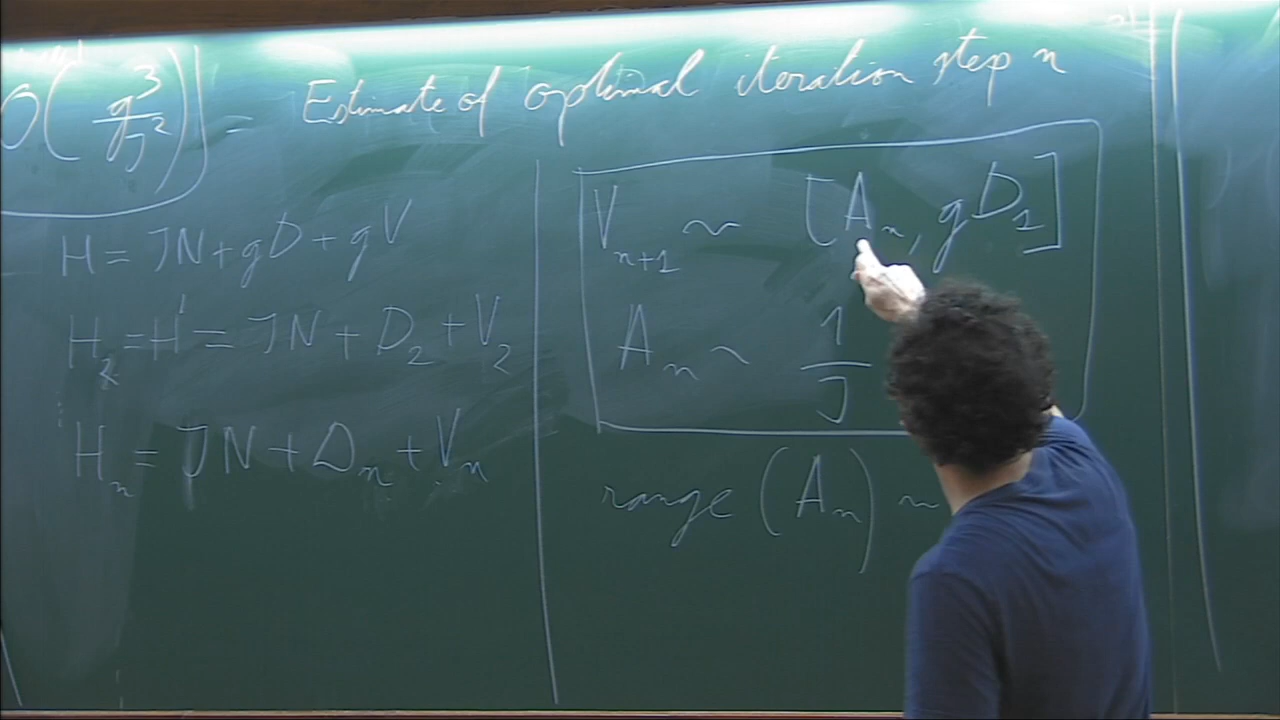 O(g³/J²)
Estimate of optimal iteration step n
H = JN + gD + gV
H₂ = H' = JN + D₂ + V₂
Hₙ = JN + Dₙ + Vₙ
Vₙ₊₁ ~ [Aₙ, gD₁]
Aₙ ~ 1/J
range (Aₙ) ~